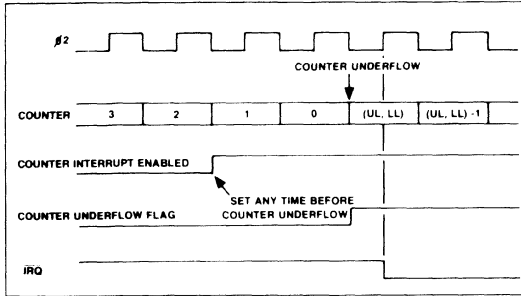 ø2
COUNTER UNDERFLOW
COUNTER 3 2 1 0 (UL, LL) (UL, LL) -1
COUNTER INTERRUPT ENABLED
SET ANY TIME BEFORE
COUNTER UNDERFLOW
COUNTER UNDERFLOW FLAG
IRQ